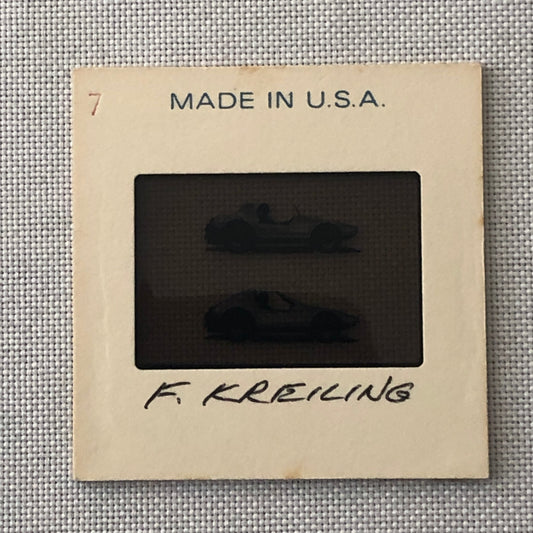 7
MADE IN U.S.A.
F. KREILING